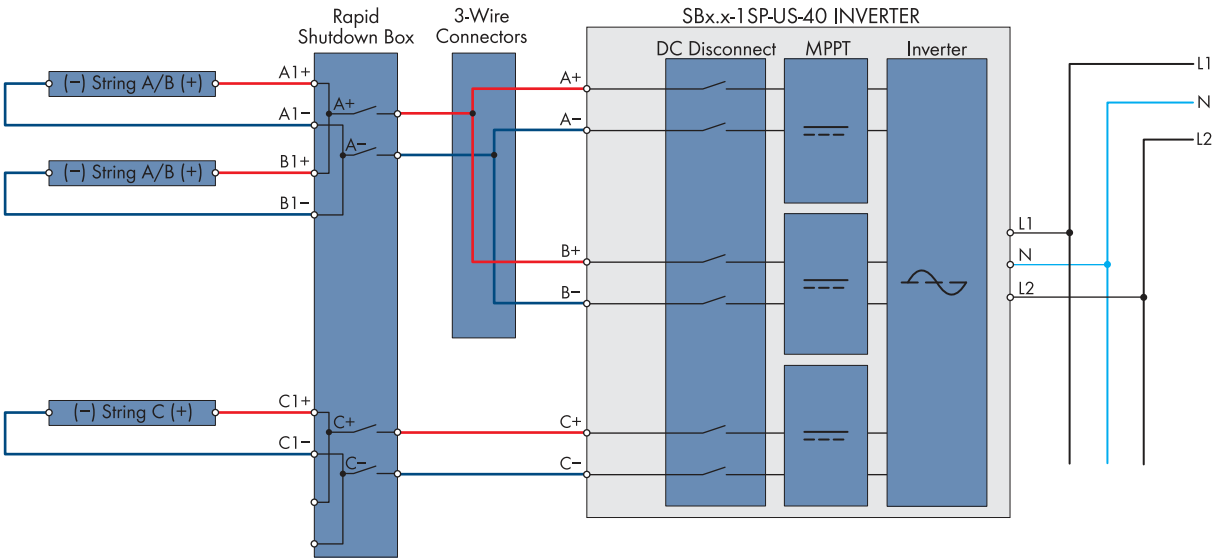 Rapid
Shutdown Box
3-Wire
Connectors
SBx.x-1SP-US-40 INVERTER
DC Disconnect
MPPT
Inverter
(−) String A/B (+)
A1+
A1−
A+
A−
A+
A−
(−) String A/B (+)
B1+
B1−
B+
B−
(−) String C (+)
C1+
C1−
C+
C−
C+
C−
L1
N
L2
L1
N
L2